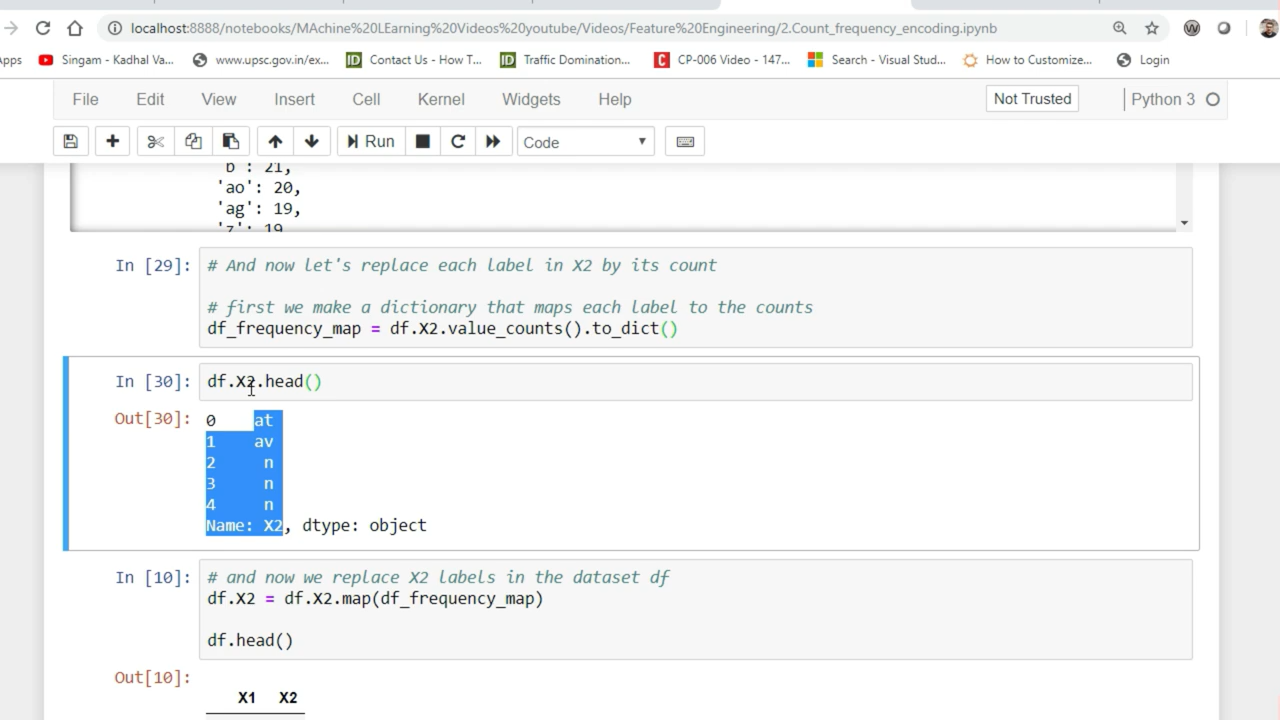 localhost:8888/notebooks/MAchine%20LEarning%20Videos%20youtube/Videos/Feature%20Engineering/2.Count_frequency_encoding.ipynb
Apps Singam - Kadhal Va... www.upsc.gov.in/ex... Contact Us - How T... Traffic Domination... CP-006 Video - 147... Search - Visual Stud... How to Customize... Login
File Edit View Insert Cell Kernel Widgets Help Not Trusted Python 3
Run Code
'b': 21,
'ao': 20,
'ag': 19,
'z': 19
In [29]: # And now let's replace each label in X2 by its count
# first we make a dictionary that maps each label to the counts
df_frequency_map = df.X2.value_counts().to_dict()
In [30]: df.X2.head()
Out[30]: 0 at
1 av
2 n
3 n
4 n
Name: X2, dtype: object
In [10]: # and now we replace X2 labels in the dataset df
df.X2 = df.X2.map(df_frequency_map)
df.head()
Out[10]:
X1 X2